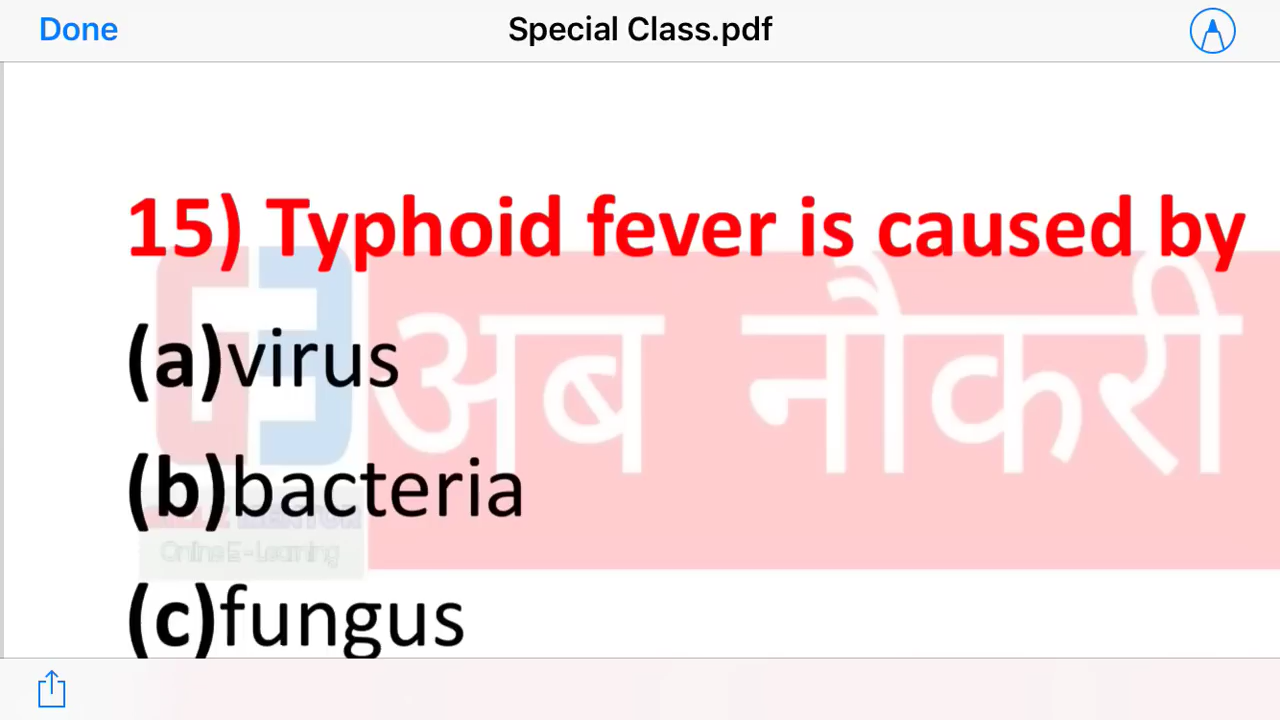 Done
Special Class.pdf
15) Typhoid fever is caused by
(a)virus
अब नौकरी
(b)bacteria
Online E-Learning
(c)fungus